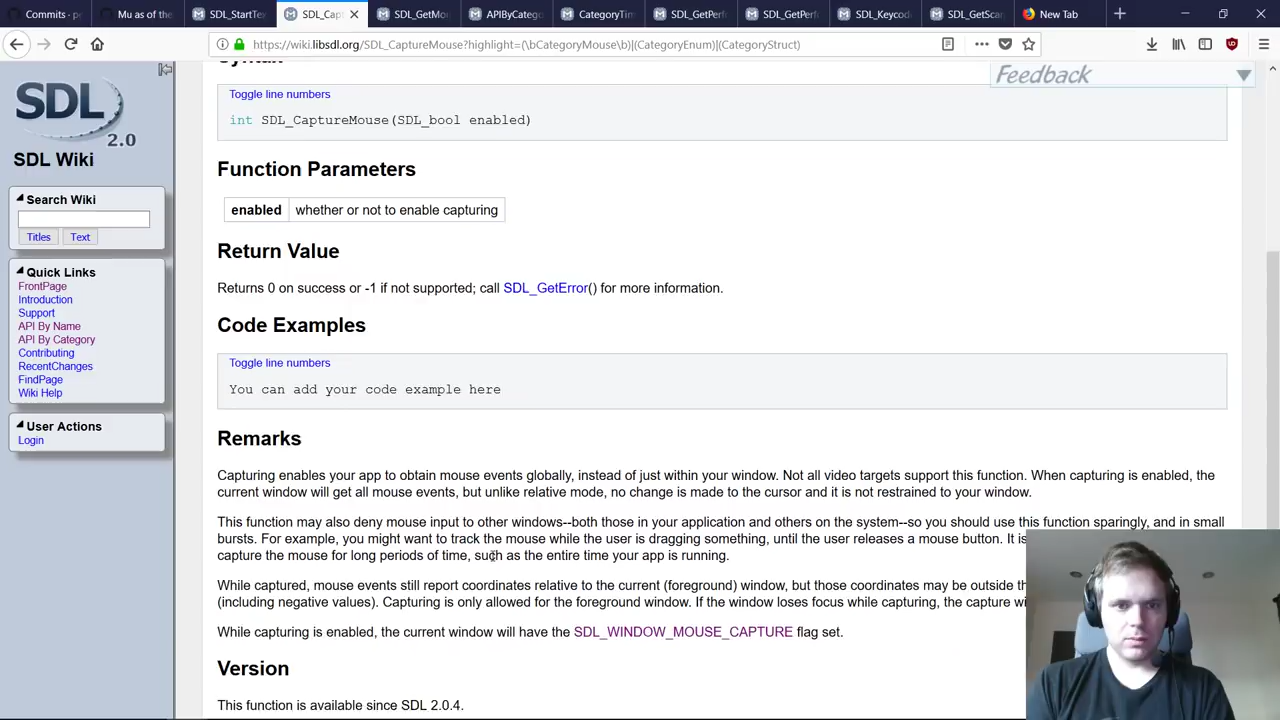 Commits - pe
Mu as of the
SDL_StartTex
SDL_Cap
SDL_GetMou
APIByCatego
CategoryTim
SDL_GetPerf
SDL_GetPerf
SDL_Keycod
SDL_GetScan
New Tab
https://wiki.libsdl.org/SDL_CaptureMouse?highlight=(\bCategoryMouse\b)|(CategoryEnum)|(CategoryStruct)
SDL
2.0
SDL Wiki
Search Wiki
Titles Text
Quick Links
FrontPage
Introduction
Support
API By Name
API By Category
Contributing
RecentChanges
FindPage
Wiki Help
User Actions
Login
Feedback
Syntax
Toggle line numbers
int SDL_CaptureMouse(SDL_bool enabled)
Function Parameters
enabled whether or not to enable capturing
Return Value
Returns 0 on success or -1 if not supported; call SDL_GetError() for more information.
Code Examples
Toggle line numbers
You can add your code example here
Remarks
Capturing enables your app to obtain mouse events globally, instead of just within your window. Not all video targets support this function. When capturing is enabled, the
current window will get all mouse events, but unlike relative mode, no change is made to the cursor and it is not restrained to your window.
This function may also deny mouse input to other windows--both those in your application and others on the system--so you should use this function sparingly, and in small
bursts. For example, you might want to track the mouse while the user is dragging something, until the user releases a mouse button. It is
capture the mouse for long periods of time, such as the entire time your app is running.
While captured, mouse events still report coordinates relative to the current (foreground) window, but those coordinates may be outside th
(including negative values). Capturing is only allowed for the foreground window. If the window loses focus while capturing, the capture wi
While capturing is enabled, the current window will have the SDL_WINDOW_MOUSE_CAPTURE flag set.
Version
This function is available since SDL 2.0.4.